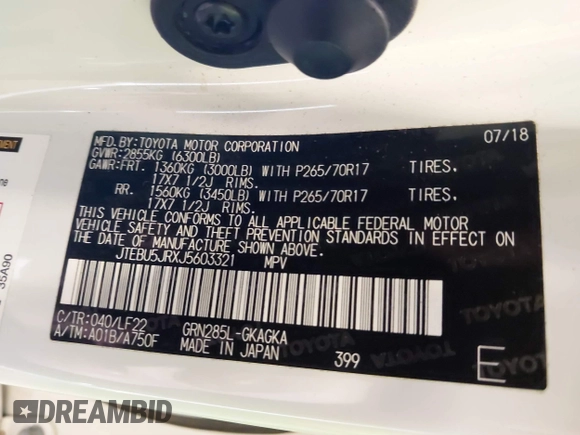 MFD. BY: TOYOTA MOTOR CORPORATION 07/18
GVWR: 2855KG (6300LB)
GAWR: FRT. 1360KG (3000LB) WITH P265/70R17 TIRES.
17X7 1/2J RIMS.
RR. 1560KG (3450LB) WITH P265/70R17 TIRES.
17X7 1/2J RIMS.
THIS VEHICLE CONFORMS TO ALL APPLICABLE FEDERAL MOTOR
VEHICLE SAFETY AND THEFT PREVENTION STANDARDS IN EFFECT ON
THE DATE OF MANUFACTURE SHOWN ABOVE.
JTEBU5JRXJ5603321 MPV
C/TR: 040/LF22 GRN285L-GKAGKA
A/TM: A01B/A750F MADE IN JAPAN 399 E
TOYOTA
TOYOTA
TOYOTA
35A90
DREAMBID